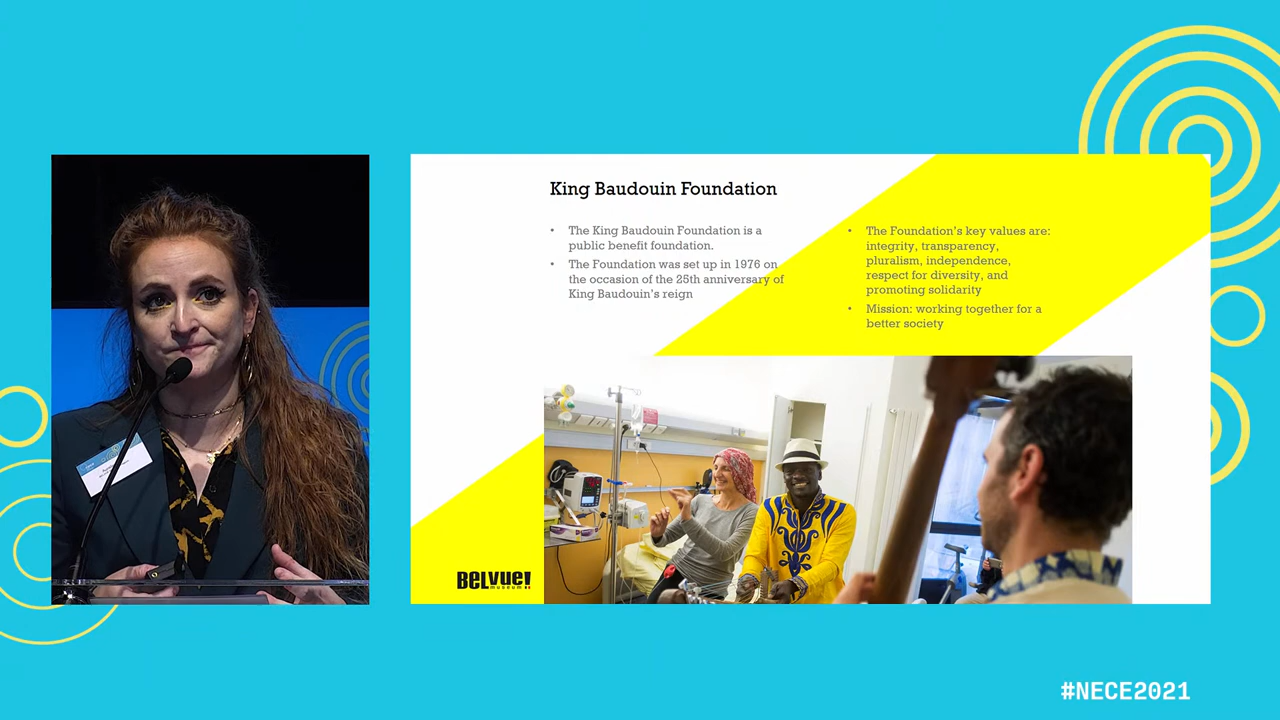 King Baudouin Foundation
• The King Baudouin Foundation is a
public benefit foundation.
• The Foundation was set up in 1976 on
the occasion of the 25th anniversary of
King Baudouin's reign
• The Foundation's key values are:
integrity, transparency,
pluralism, independence,
respect for diversity, and
promoting solidarity
• Mission: working together for a
better society
BELVUE!
museum
#NECE2021